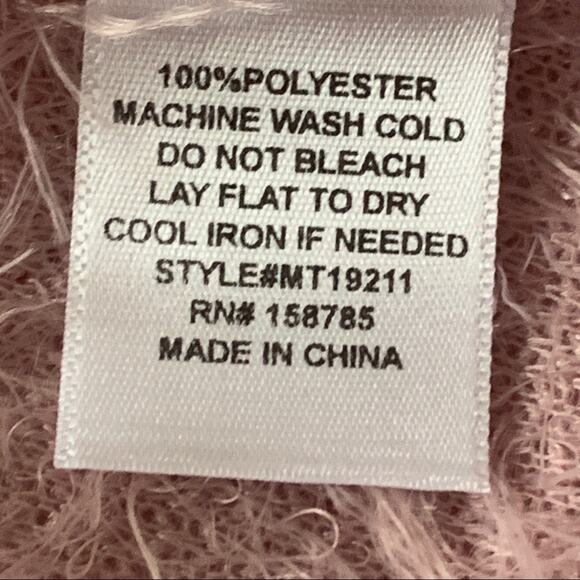 100%POLYESTER
MACHINE WASH COLD
DO NOT BLEACH
LAY FLAT TO DRY
COOL IRON IF NEEDED
STYLE#MT19211
RN# 158785
MADE IN CHINA